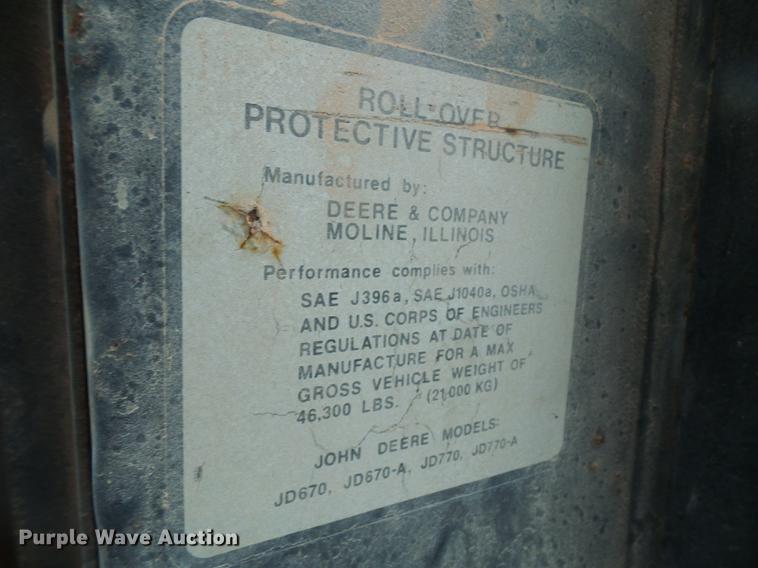 ROLL-OVER
PROTECTIVE STRUCTURE
Manufactured by:
DEERE & COMPANY
MOLINE, ILLINOIS
Performance complies with:
SAE J396a, SAE J1040a, OSHA
AND U.S. CORPS OF ENGINEERS
REGULATIONS AT DATE OF
MANUFACTURE FOR A MAX
GROSS VEHICLE WEIGHT OF
46,300 LBS. (21,000 KG)
JOHN DEERE MODELS:
JD670, JD670-A, JD770, JD770-A
Purple Wave Auction